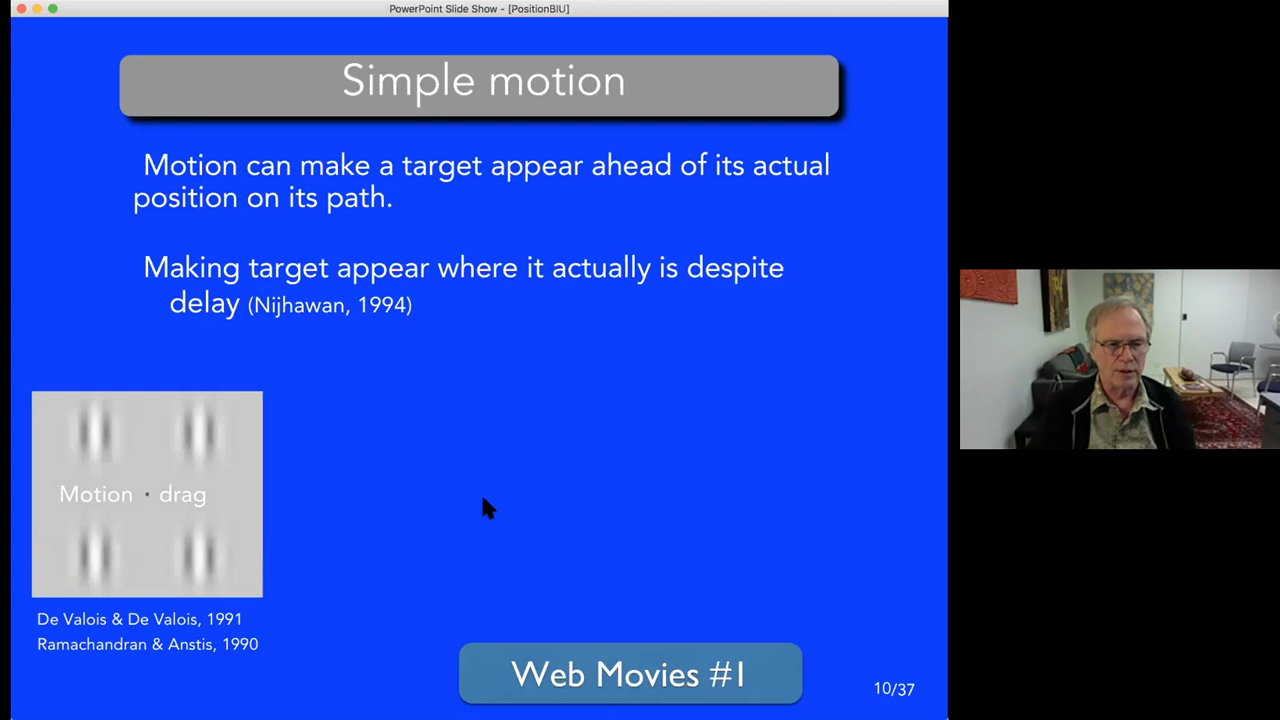 PowerPoint Slide Show - [PositionBIU]
Simple motion
Motion can make a target appear ahead of its actual
position on its path.
Making target appear where it actually is despite
delay (Nijhawan, 1994)
Motion · drag
De Valois & De Valois, 1991
Ramachandran & Anstis, 1990
Web Movies #1
10/37